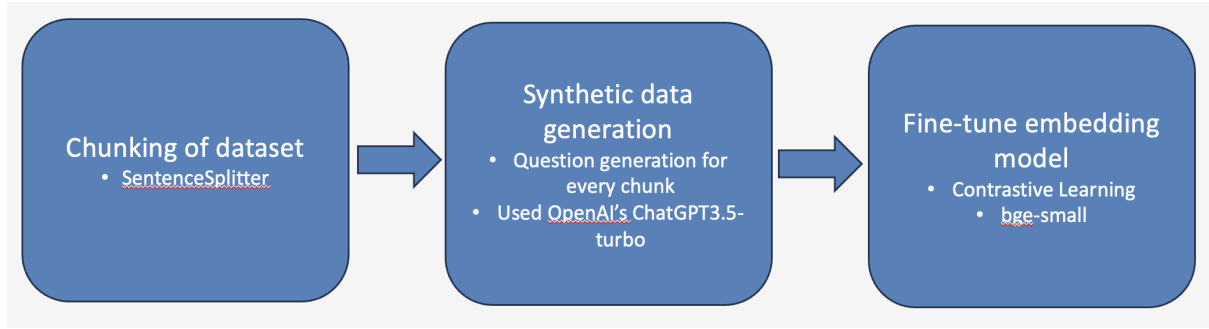 Chunking of dataset
• SentenceSplitter
Synthetic data
generation
• Question generation for
every chunk
• Used OpenAI's ChatGPT3.5-
turbo
Fine-tune embedding
model
• Contrastive Learning
• bge-small